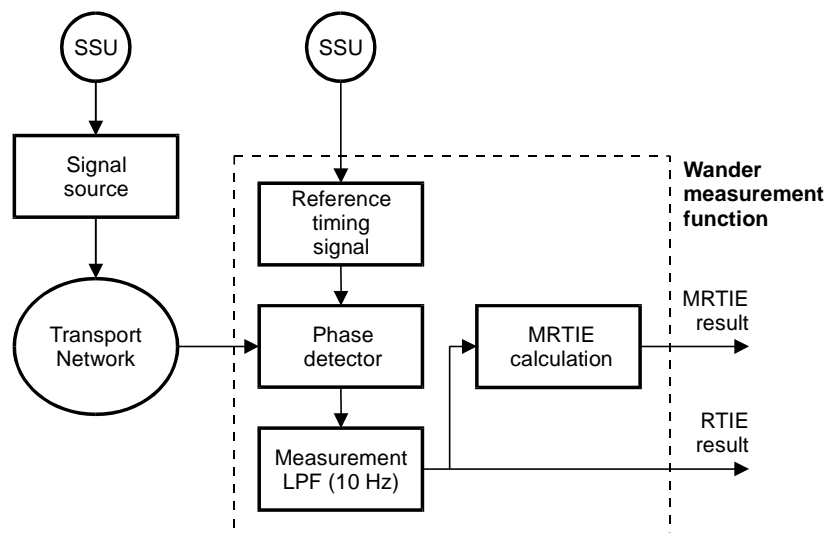 SSU
SSU
Signal
source
Wander
measurement
function
Reference
timing
signal
Transport
Network
Phase
detector
MRTIE
calculation
MRTIE
result
Measurement
LPF (10 Hz)
RTIE
result